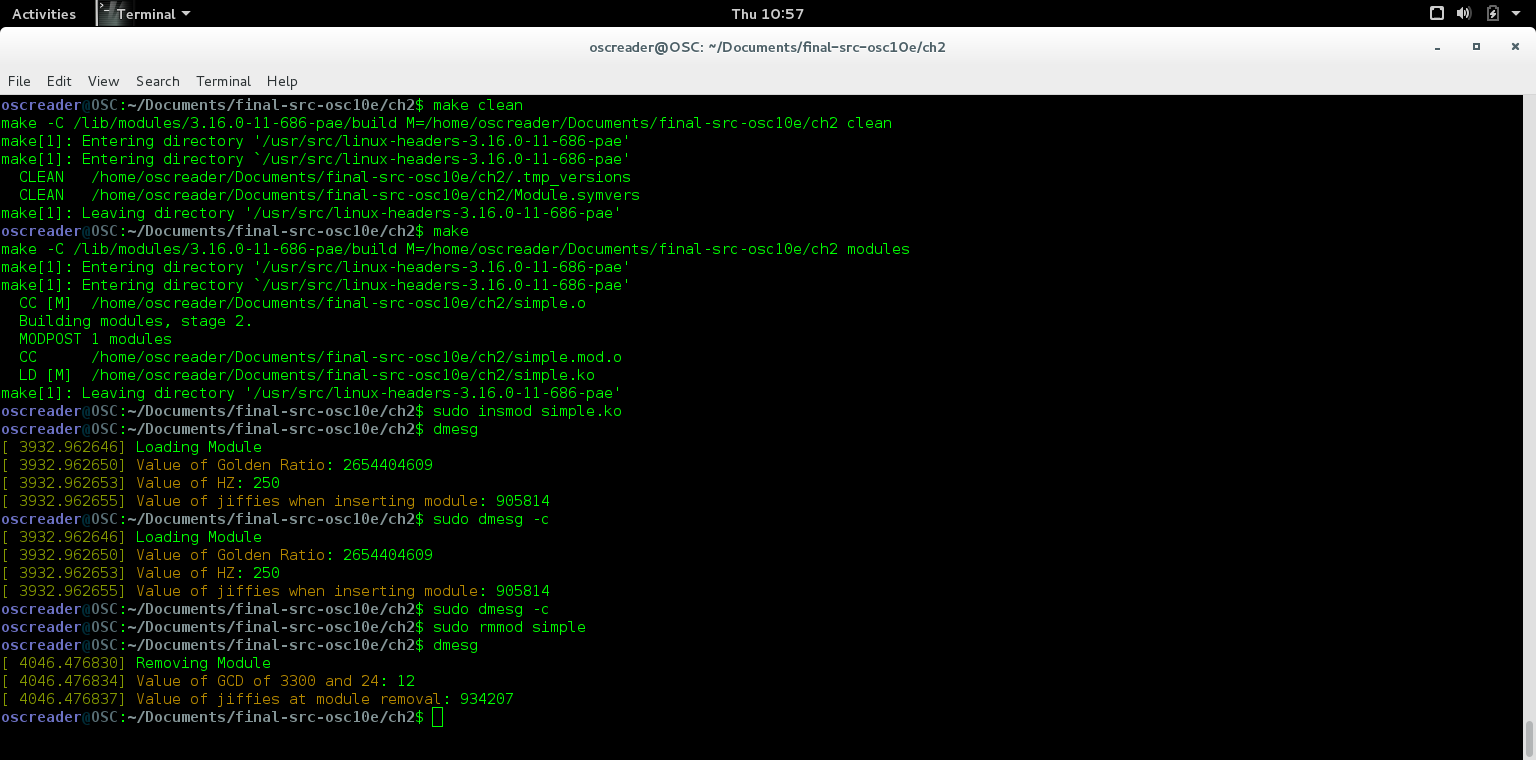 Activities Terminal Thu 10:57
oscreader@OSC: ~/Documents/final-src-osc10e/ch2
File Edit View Search Terminal Help
oscreader@OSC:~/Documents/final-src-osc10e/ch2$ make clean
make -C /lib/modules/3.16.0-11-686-pae/build M=/home/oscreader/Documents/final-src-osc10e/ch2 clean
make[1]: Entering directory '/usr/src/linux-headers-3.16.0-11-686-pae'
make[1]: Entering directory `/usr/src/linux-headers-3.16.0-11-686-pae'
  CLEAN   /home/oscreader/Documents/final-src-osc10e/ch2/.tmp_versions
  CLEAN   /home/oscreader/Documents/final-src-osc10e/ch2/Module.symvers
make[1]: Leaving directory '/usr/src/linux-headers-3.16.0-11-686-pae'
oscreader@OSC:~/Documents/final-src-osc10e/ch2$ make
make -C /lib/modules/3.16.0-11-686-pae/build M=/home/oscreader/Documents/final-src-osc10e/ch2 modules
make[1]: Entering directory '/usr/src/linux-headers-3.16.0-11-686-pae'
make[1]: Entering directory `/usr/src/linux-headers-3.16.0-11-686-pae'
  CC [M]  /home/oscreader/Documents/final-src-osc10e/ch2/simple.o
  Building modules, stage 2.
  MODPOST 1 modules
  CC      /home/oscreader/Documents/final-src-osc10e/ch2/simple.mod.o
  LD [M]  /home/oscreader/Documents/final-src-osc10e/ch2/simple.ko
make[1]: Leaving directory '/usr/src/linux-headers-3.16.0-11-686-pae'
oscreader@OSC:~/Documents/final-src-osc10e/ch2$ sudo insmod simple.ko
oscreader@OSC:~/Documents/final-src-osc10e/ch2$ dmesg
[ 3932.962646] Loading Module
[ 3932.962650] Value of Golden Ratio: 2654404609
[ 3932.962653] Value of HZ: 250
[ 3932.962655] Value of jiffies when inserting module: 905814
oscreader@OSC:~/Documents/final-src-osc10e/ch2$ sudo dmesg -c
[ 3932.962646] Loading Module
[ 3932.962650] Value of Golden Ratio: 2654404609
[ 3932.962653] Value of HZ: 250
[ 3932.962655] Value of jiffies when inserting module: 905814
oscreader@OSC:~/Documents/final-src-osc10e/ch2$ sudo dmesg -c
oscreader@OSC:~/Documents/final-src-osc10e/ch2$ sudo rmmod simple
oscreader@OSC:~/Documents/final-src-osc10e/ch2$ dmesg
[ 4046.476830] Removing Module
[ 4046.476834] Value of GCD of 3300 and 24: 12
[ 4046.476837] Value of jiffies at module removal: 934207
oscreader@OSC:~/Documents/final-src-osc10e/ch2$